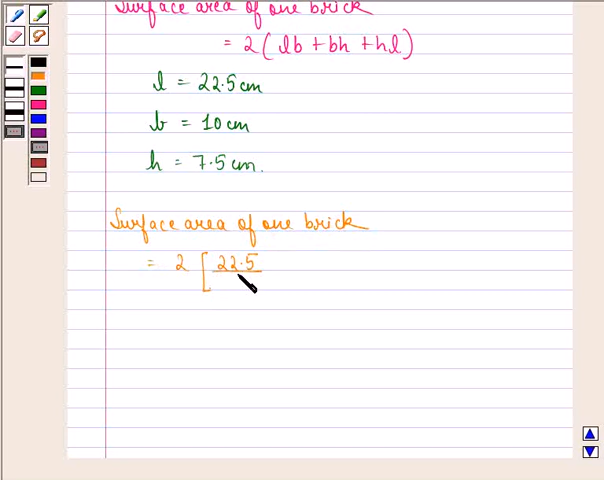 Surface area of one brick
= 2 ( lb + bh + hl )
l = 22.5 cm
b = 10 cm
h = 7.5 cm.
Surface area of one brick
= 2 [ 22.5